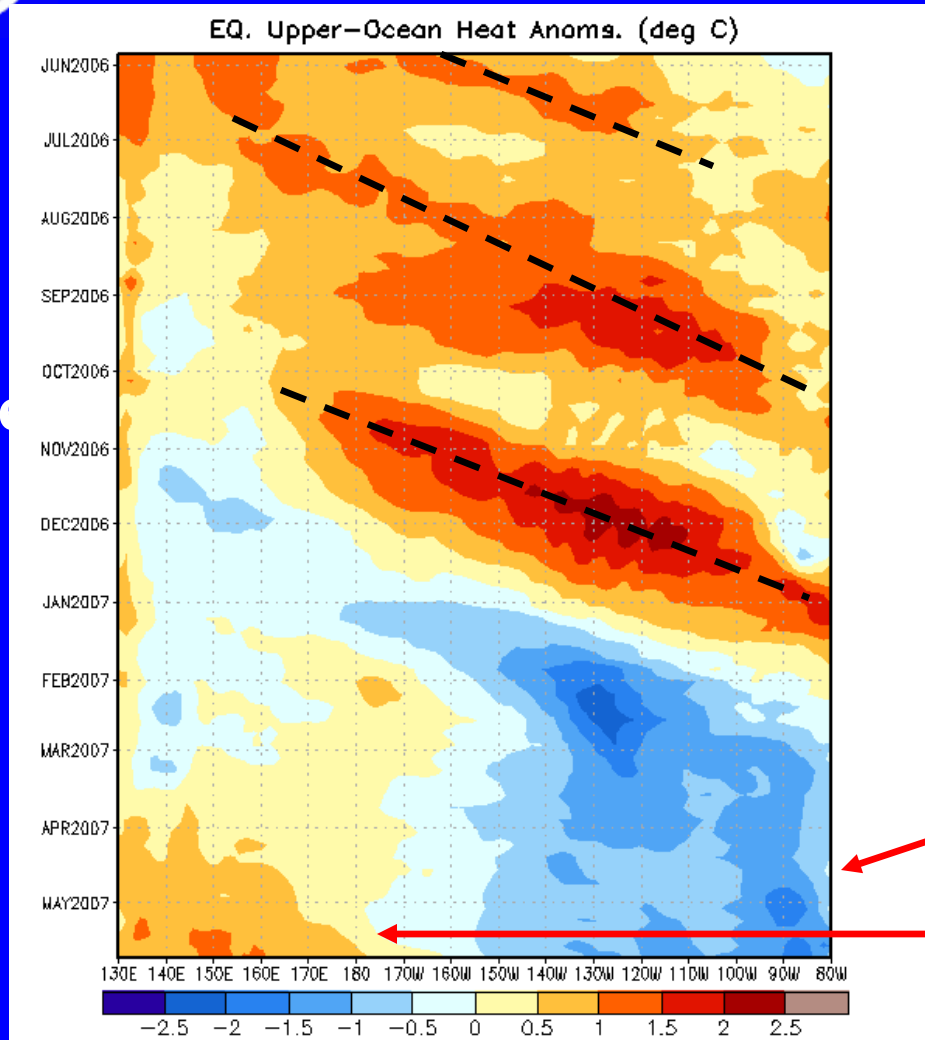 EQ. Upper-Ocean Heat Anoms. (deg C)
JUN2006
JUL2006
AUG2006
SEP2006
OCT2006
NOV2006
DEC2006
JAN2007
FEB2007
MAR2007
APR2007
MAY2007
130E 140E 150E 160E 170E 180 170W 160W 150W 140W 130W 120W 110W 100W 90W 80W
-2.5 -2 -1.5 -1 -0.5 0 0.5 1 1.5 2 2.5